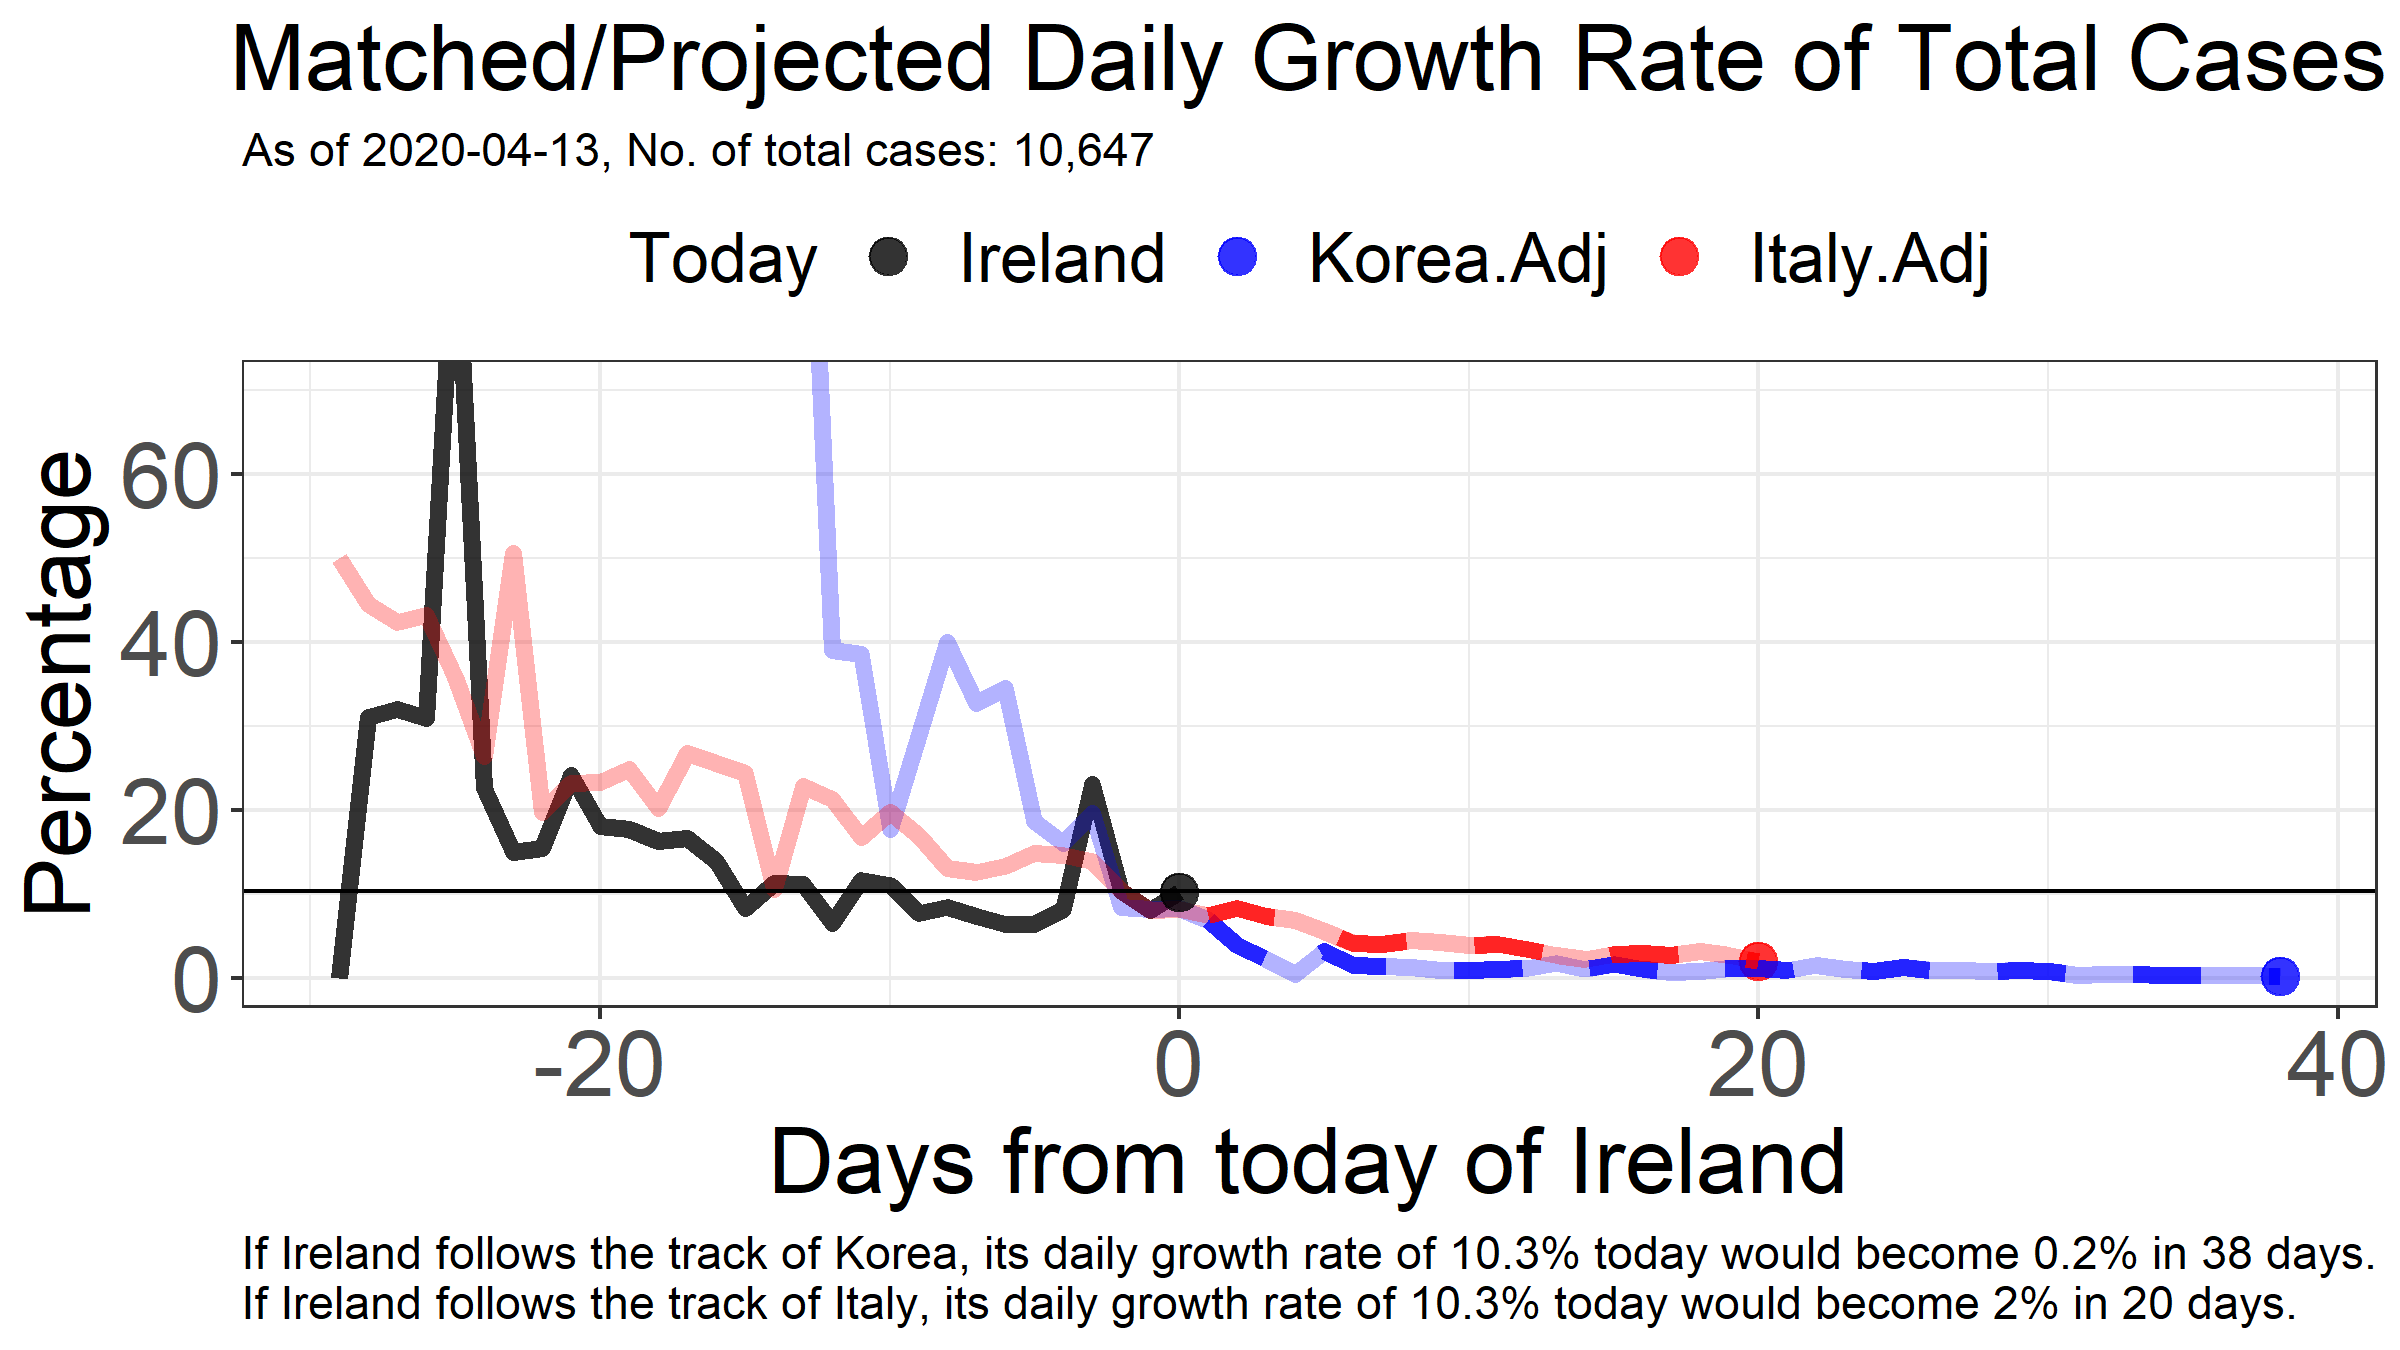 Matched/Projected Daily Growth Rate of Total Cases
As of 2020-04-13, No. of total cases: 10,647
Today Ireland Korea.Adj Italy.Adj
Percentage
60
40
20
0
-20 0 20 40
Days from today of Ireland
If Ireland follows the track of Korea, its daily growth rate of 10.3% today would become 0.2% in 38 days.
If Ireland follows the track of Italy, its daily growth rate of 10.3% today would become 2% in 20 days.